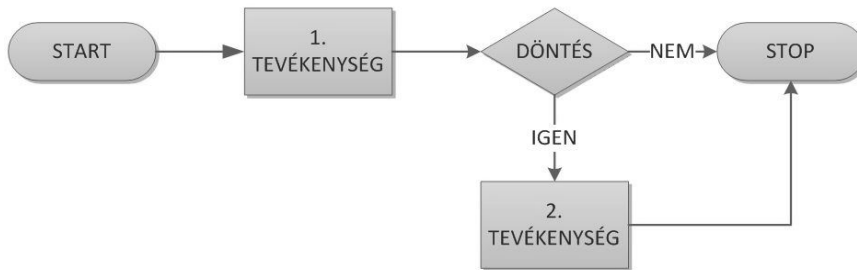 START
1.
TEVÉKENYSÉG
DÖNTÉS
NEM
STOP
IGEN
2.
TEVÉKENYSÉG